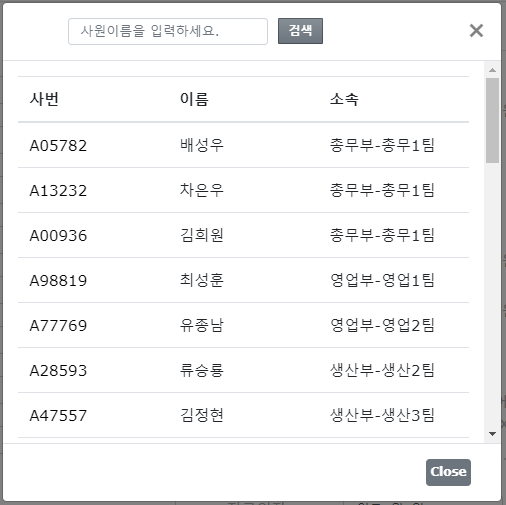 사원이름을 입력하세요. 검색 ×
사번 이름 소속
A05782 배성우 총무부-총무1팀
A13232 차은우 총무부-총무1팀
A00936 김희원 총무부-총무1팀
A98819 최성훈 영업부-영업1팀
A77769 유종남 영업부-영업2팀
A28593 류승룡 생산부-생산2팀
A47557 김정현 생산부-생산3팀
Close